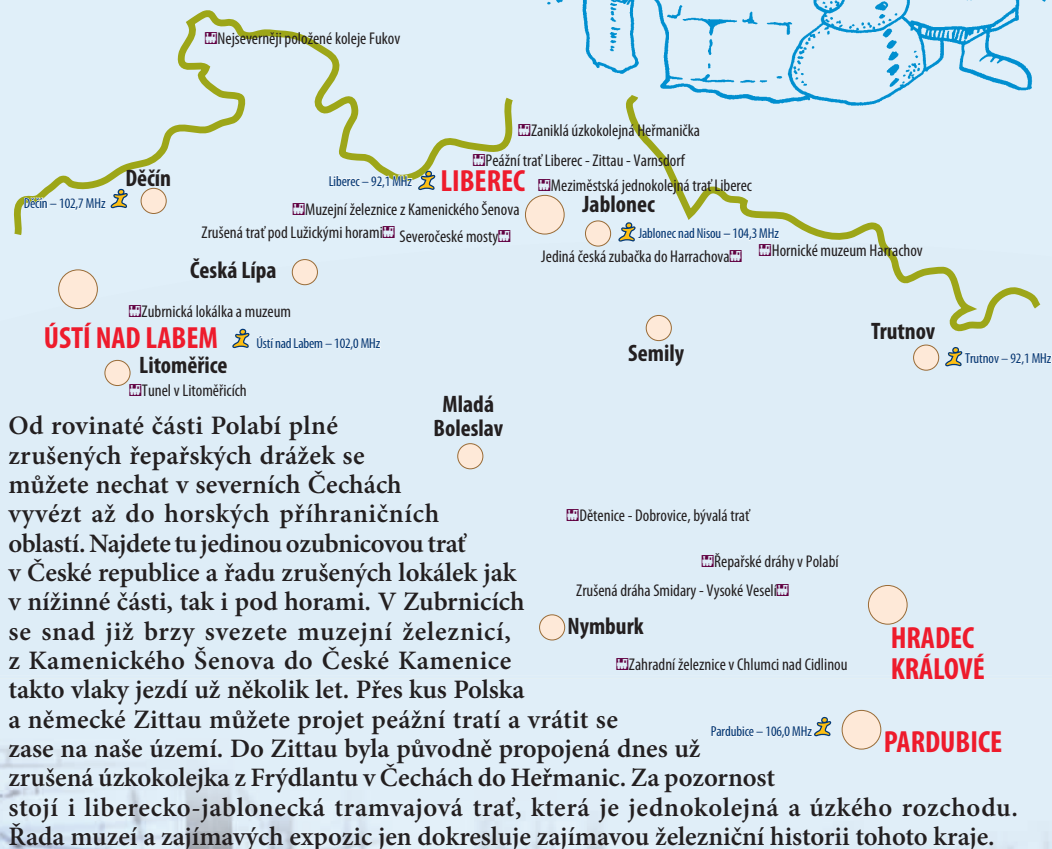 Nejseverněji položené koleje Fukov
Zaniklá úzkokolejná Heřmanička
Peážní trať Liberec - Zittau - Varnsdorf
Děčín
Liberec – 92,1 MHz
LIBEREC
Meziměstská jednokolejná trať Liberec
Děčín – 102,7 MHz
Jablonec
Muzejní železnice z Kamenického Šenova
Zrušená trať pod Lužickými horami
Severočeské mosty
Jablonec nad Nisou – 104,3 MHz
Jediná česká zubačka do Harrachova
Hornické muzeum Harrachov
Česká Lípa
Zubrnická lokálka a muzeum
ÚSTÍ NAD LABEM
Ústí nad Labem – 102,0 MHz
Semily
Trutnov
Trutnov – 92,1 MHz
Litoměřice
Tunel v Litoměřicích
Mladá
Boleslav
Od rovinaté části Polabí plné
zrušených řepařských drážek se
můžete nechat v severních Čechách
vyvézt až do horských příhraničních
oblastí. Najdete tu jedinou ozubnicovou trať
v České republice a řadu zrušených lokálek jak
v nížinné části, tak i pod horami. V Zubrnicích
se snad již brzy svezete muzejní železnicí,
z Kamenického Šenova do České Kamenice
takto vlaky jezdí už několik let. Přes kus Polska
a německé Zittau můžete projet peážní tratí a vrátit se
zase na naše území. Do Zittau byla původně propojená dnes už
zrušená úzkokolejka z Frýdlantu v Čechách do Heřmanic. Za pozornost
stojí i liberecko-jablonecká tramvajová trať, která je jednokolejná a úzkého rozchodu.
Řada muzeí a zajímavých expozic jen dokresluje zajímavou železniční historii tohoto kraje.
Dětenice - Dobrovice, bývalá trať
Řepařské dráhy v Polabí
Zrušená dráha Smidary - Vysoké Veselí
Nymburk
HRADEC
KRÁLOVÉ
Zahradní železnice v Chlumci nad Cidlinou
Pardubice – 106,0 MHz
PARDUBICE